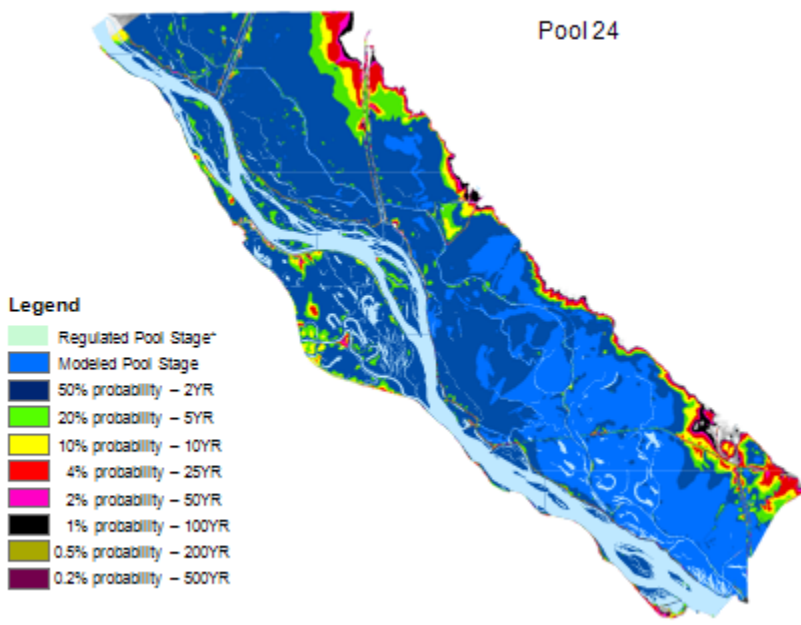 Pool 24
Legend
Regulated Pool Stage*
Modeled Pool Stage
50% probability – 2YR
20% probability – 5YR
10% probability – 10YR
4% probability – 25YR
2% probability – 50YR
1% probability – 100YR
0.5% probability – 200YR
0.2% probability – 500YR